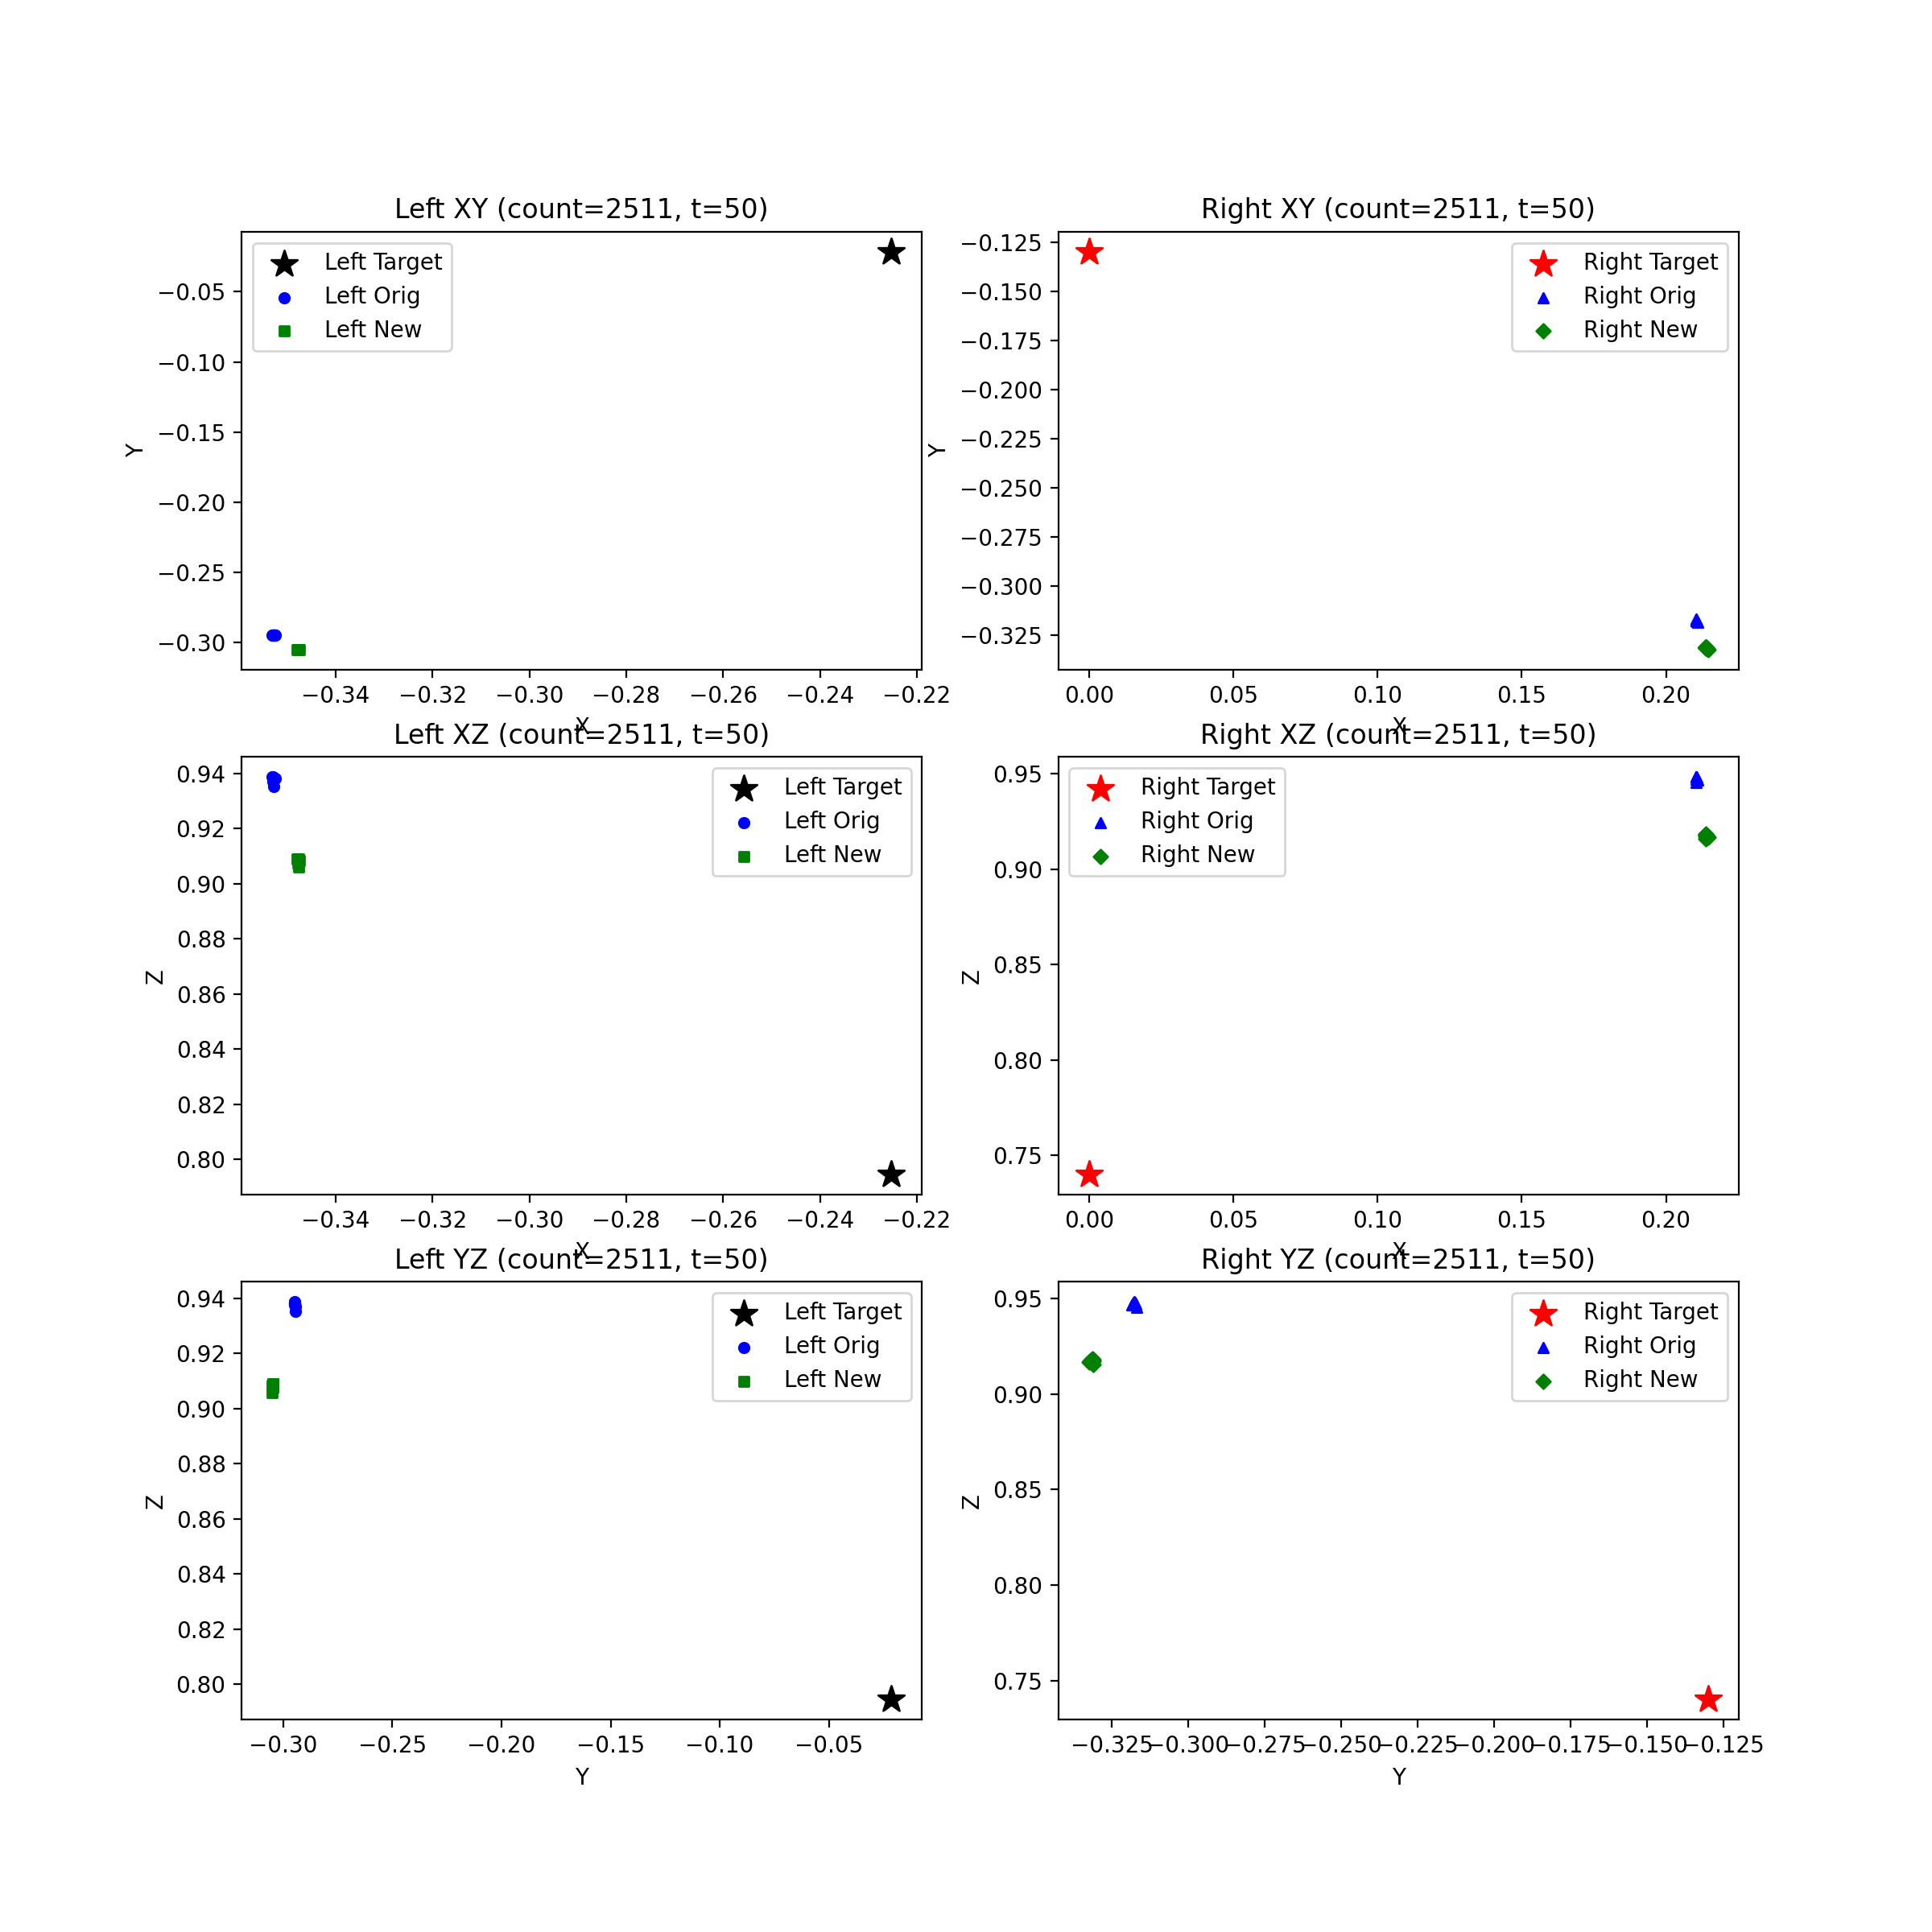 Left XY (count=2511, t=50)
Left Target
Left Orig
Left New
−0.05
−0.10
−0.15
−0.20
−0.25
−0.30
Y
−0.34 −0.32 −0.30 −0.28 −0.26 −0.24 −0.22
X
Right XY (count=2511, t=50)
Right Target
Right Orig
Right New
−0.125
−0.150
−0.175
−0.200
−0.225
−0.250
−0.275
−0.300
−0.325
Y
0.00 0.05 0.10 0.15 0.20
X
Left XZ (count=2511, t=50)
Left Target
Left Orig
Left New
0.94
0.92
0.90
0.88
0.86
0.84
0.82
0.80
Z
−0.34 −0.32 −0.30 −0.28 −0.26 −0.24 −0.22
X
Right XZ (count=2511, t=50)
Right Target
Right Orig
Right New
0.95
0.90
0.85
0.80
0.75
Z
0.00 0.05 0.10 0.15 0.20
X
Left YZ (count=2511, t=50)
Left Target
Left Orig
Left New
0.94
0.92
0.90
0.88
0.86
0.84
0.82
0.80
Z
−0.30 −0.25 −0.20 −0.15 −0.10 −0.05
Y
Right YZ (count=2511, t=50)
Right Target
Right Orig
Right New
0.95
0.90
0.85
0.80
0.75
Z
−0.325 −0.300 −0.275 −0.250 −0.225 −0.200 −0.175 −0.150 −0.125
Y